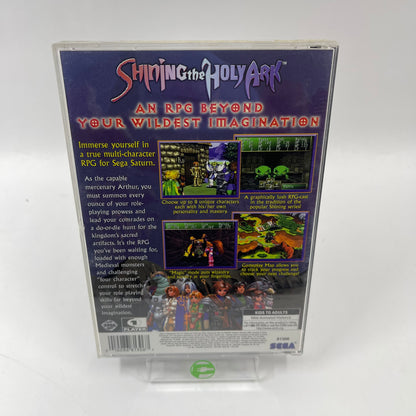 Shining the Holy Ark™
An RPG Beyond
Your Wildest Imagination
Immerse yourself in
a true multi-character
RPG for Sega Saturn.
As the capable
mercenary Arthur, you
must summon every
ounce of your role-
playing prowess and
lead your comrades on
a do-or-die hunt for the
kingdom's sacred
artifacts. It's the RPG
you've been waiting for,
loaded with enough
Medieval monsters
and challenging
"four character"
control to stretch
your role playing
skills far beyond
your wildest
imagination.
Choose up to 8 unique characters
each with his/her own
personality and mastery.
A graphically lush RPG-cast
in the tradition of the
popular Shining series!
"Magic" mode puts wizardry
and sorcery at your fingertips.
Gameplay Map allows you
to track your progress and
choose your next challenge!
1
PLAYER
KIDS TO ADULTS
81306
SEGA